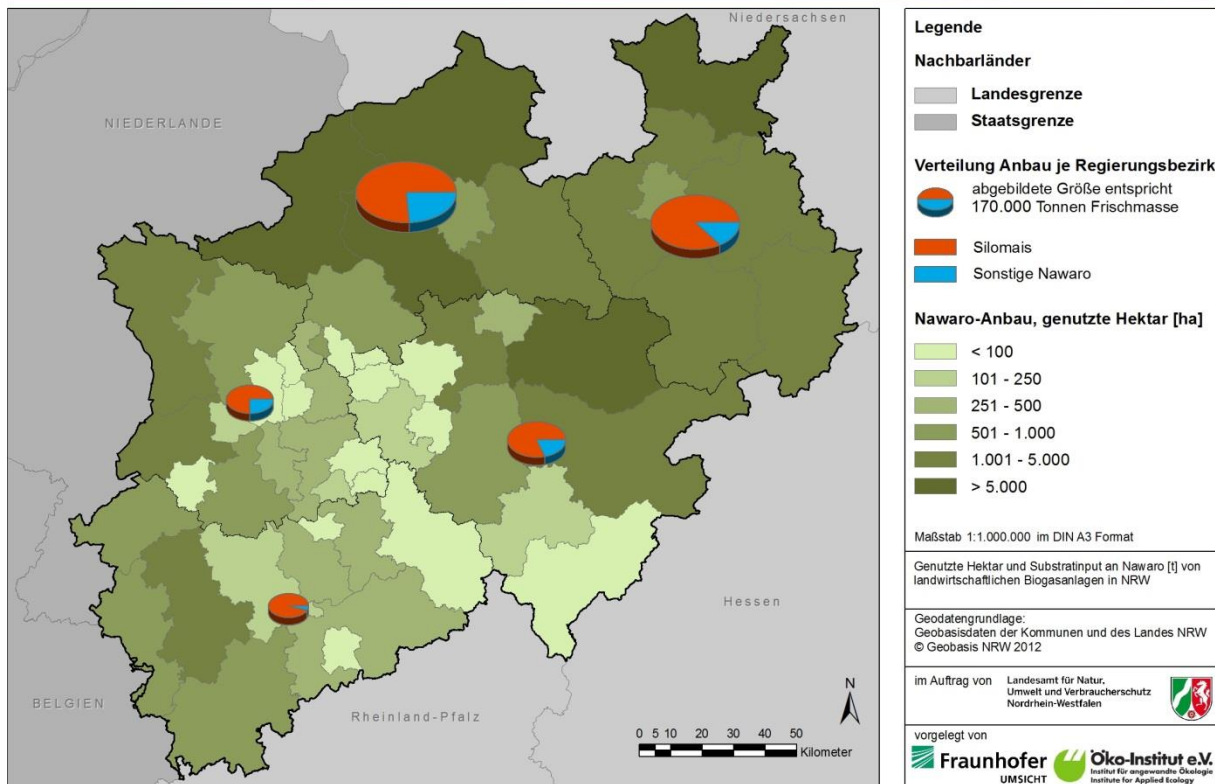 Niedersachsen
NIEDERLANDE
BELGIEN
Rheinland-Pfalz
Hessen
N
0 5 10 20 30 40 50
Kilometer
Legende
Nachbarländer
Landesgrenze
Staatsgrenze
Verteilung Anbau je Regierungsbezirk
abgebildete Größe entspricht
170.000 Tonnen Frischmasse
Silomais
Sonstige Nawaro
Nawaro-Anbau, genutzte Hektar [ha]
< 100
101 - 250
251 - 500
501 - 1.000
1.001 - 5.000
> 5.000
Maßstab 1:1.000.000 im DIN A3 Format
Genutzte Hektar und Substratinput an Nawaro [t] von
landwirtschaftlichen Biogasanlagen in NRW
Geodatengrundlage:
Geobasisdaten der Kommunen und des Landes NRW
© Geobasis NRW 2012
im Auftrag von
Landesamt für Natur,
Umwelt und Verbraucherschutz
Nordrhein-Westfalen
vorgelegt von
Fraunhofer
UMSICHT
Öko-Institut e.V.
Institut für angewandte Ökologie
Institute for Applied Ecology